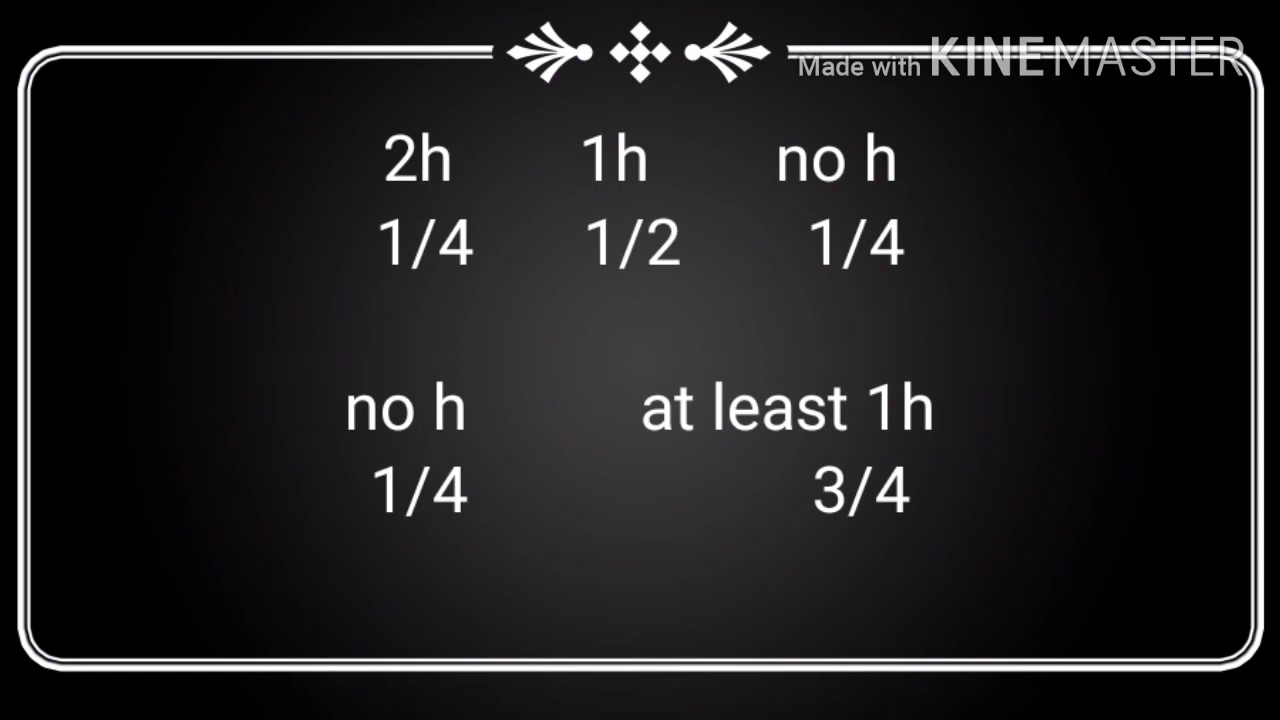 Made with KINEMASTER
2h 1h no h
1/4 1/2 1/4
no h at least 1h
1/4 3/4